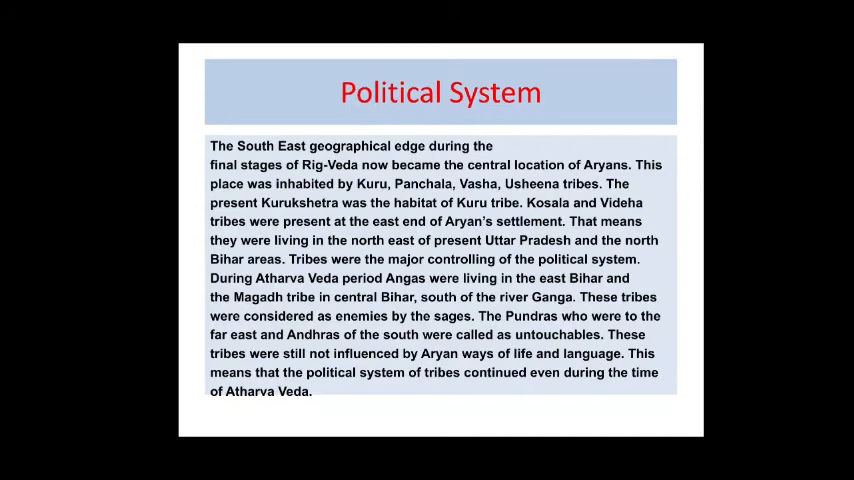 Political System
The South East geographical edge during the
final stages of Rig-Veda now became the central location of Aryans. This
place was inhabited by Kuru, Panchala, Vasha, Usheena tribes. The
present Kurukshetra was the habitat of Kuru tribe. Kosala and Videha
tribes were present at the east end of Aryan's settlement. That means
they were living in the north east of present Uttar Pradesh and the north
Bihar areas. Tribes were the major controlling of the political system.
During Atharva Veda period Angas were living in the east Bihar and
the Magadh tribe in central Bihar, south of the river Ganga. These tribes
were considered as enemies by the sages. The Pundras who were to the
far east and Andhras of the south were called as untouchables. These
tribes were still not influenced by Aryan ways of life and language. This
means that the political system of tribes continued even during the time
of Atharva Veda.